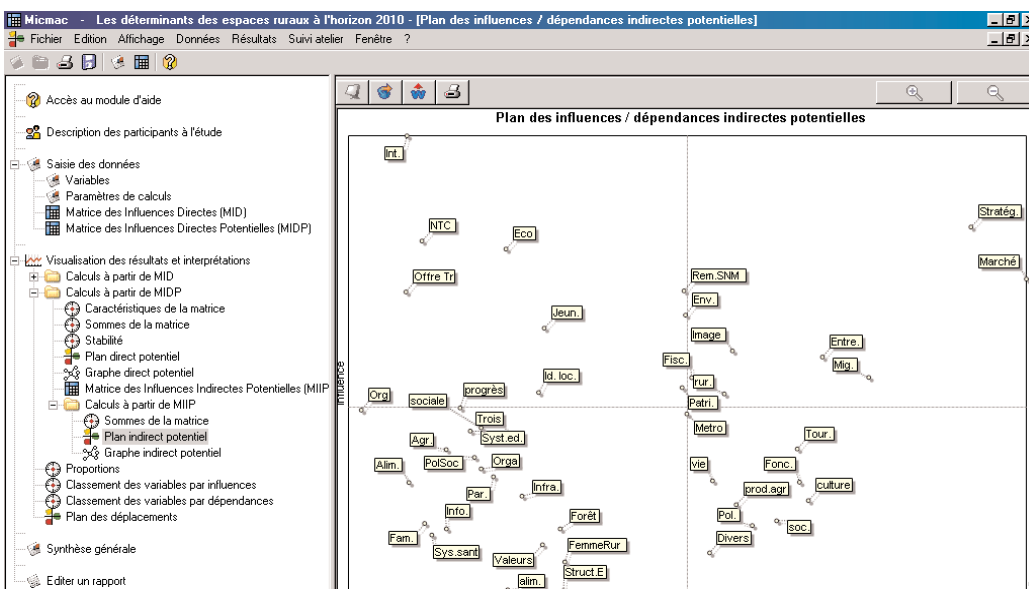 Micmac - Les déterminants des espaces ruraux à l'horizon 2010 - [Plan des influences / dépendances indirectes potentielles]
Fichier Edition Affichage Données Résultats Suivi atelier Fenêtre ?
Accès au module d'aide
Description des participants à l'étude
Saisie des données
Variables
Paramètres de calculs
Matrice des Influences Directes (MID)
Matrice des Influences Directes Potentielles (MIDP)
Visualisation des résultats et interprétations
Calculs à partir de MID
Calculs à partir de MIDP
Caractéristiques de la matrice
Sommes de la matrice
Stabilité
Plan direct potentiel
Graphe direct potentiel
Matrice des Influences Indirectes Potentielles (MIIP
Calculs à partir de MIIP
Sommes de la matrice
Plan indirect potentiel
Graphe indirect potentiel
Proportions
Classement des variables par influences
Classement des variables par dépendances
Plan des déplacements
Synthèse générale
Editer un rapport
Plan des influences / dépendances indirectes potentielles
influence
Int.
NTC
Eco
Stratég.
Offre Tr
Marché
Rem.SNM
Env.
Jeun.
Image
Entre.
Fisc.
Mig.
Id. loc.
rur.
Org
progrès
sociale
Patri.
Trois
Metro
Agr.
Syst.ed.
Tour.
Alim.
PolSoc
Orga
vie
Fonc.
Par.
Infra.
prod.agr
culture
Info.
Forêt
Pol.
soc.
Fam.
Sys.sant
Valeurs
FemmeRur
Divers
Struct.E
alim.